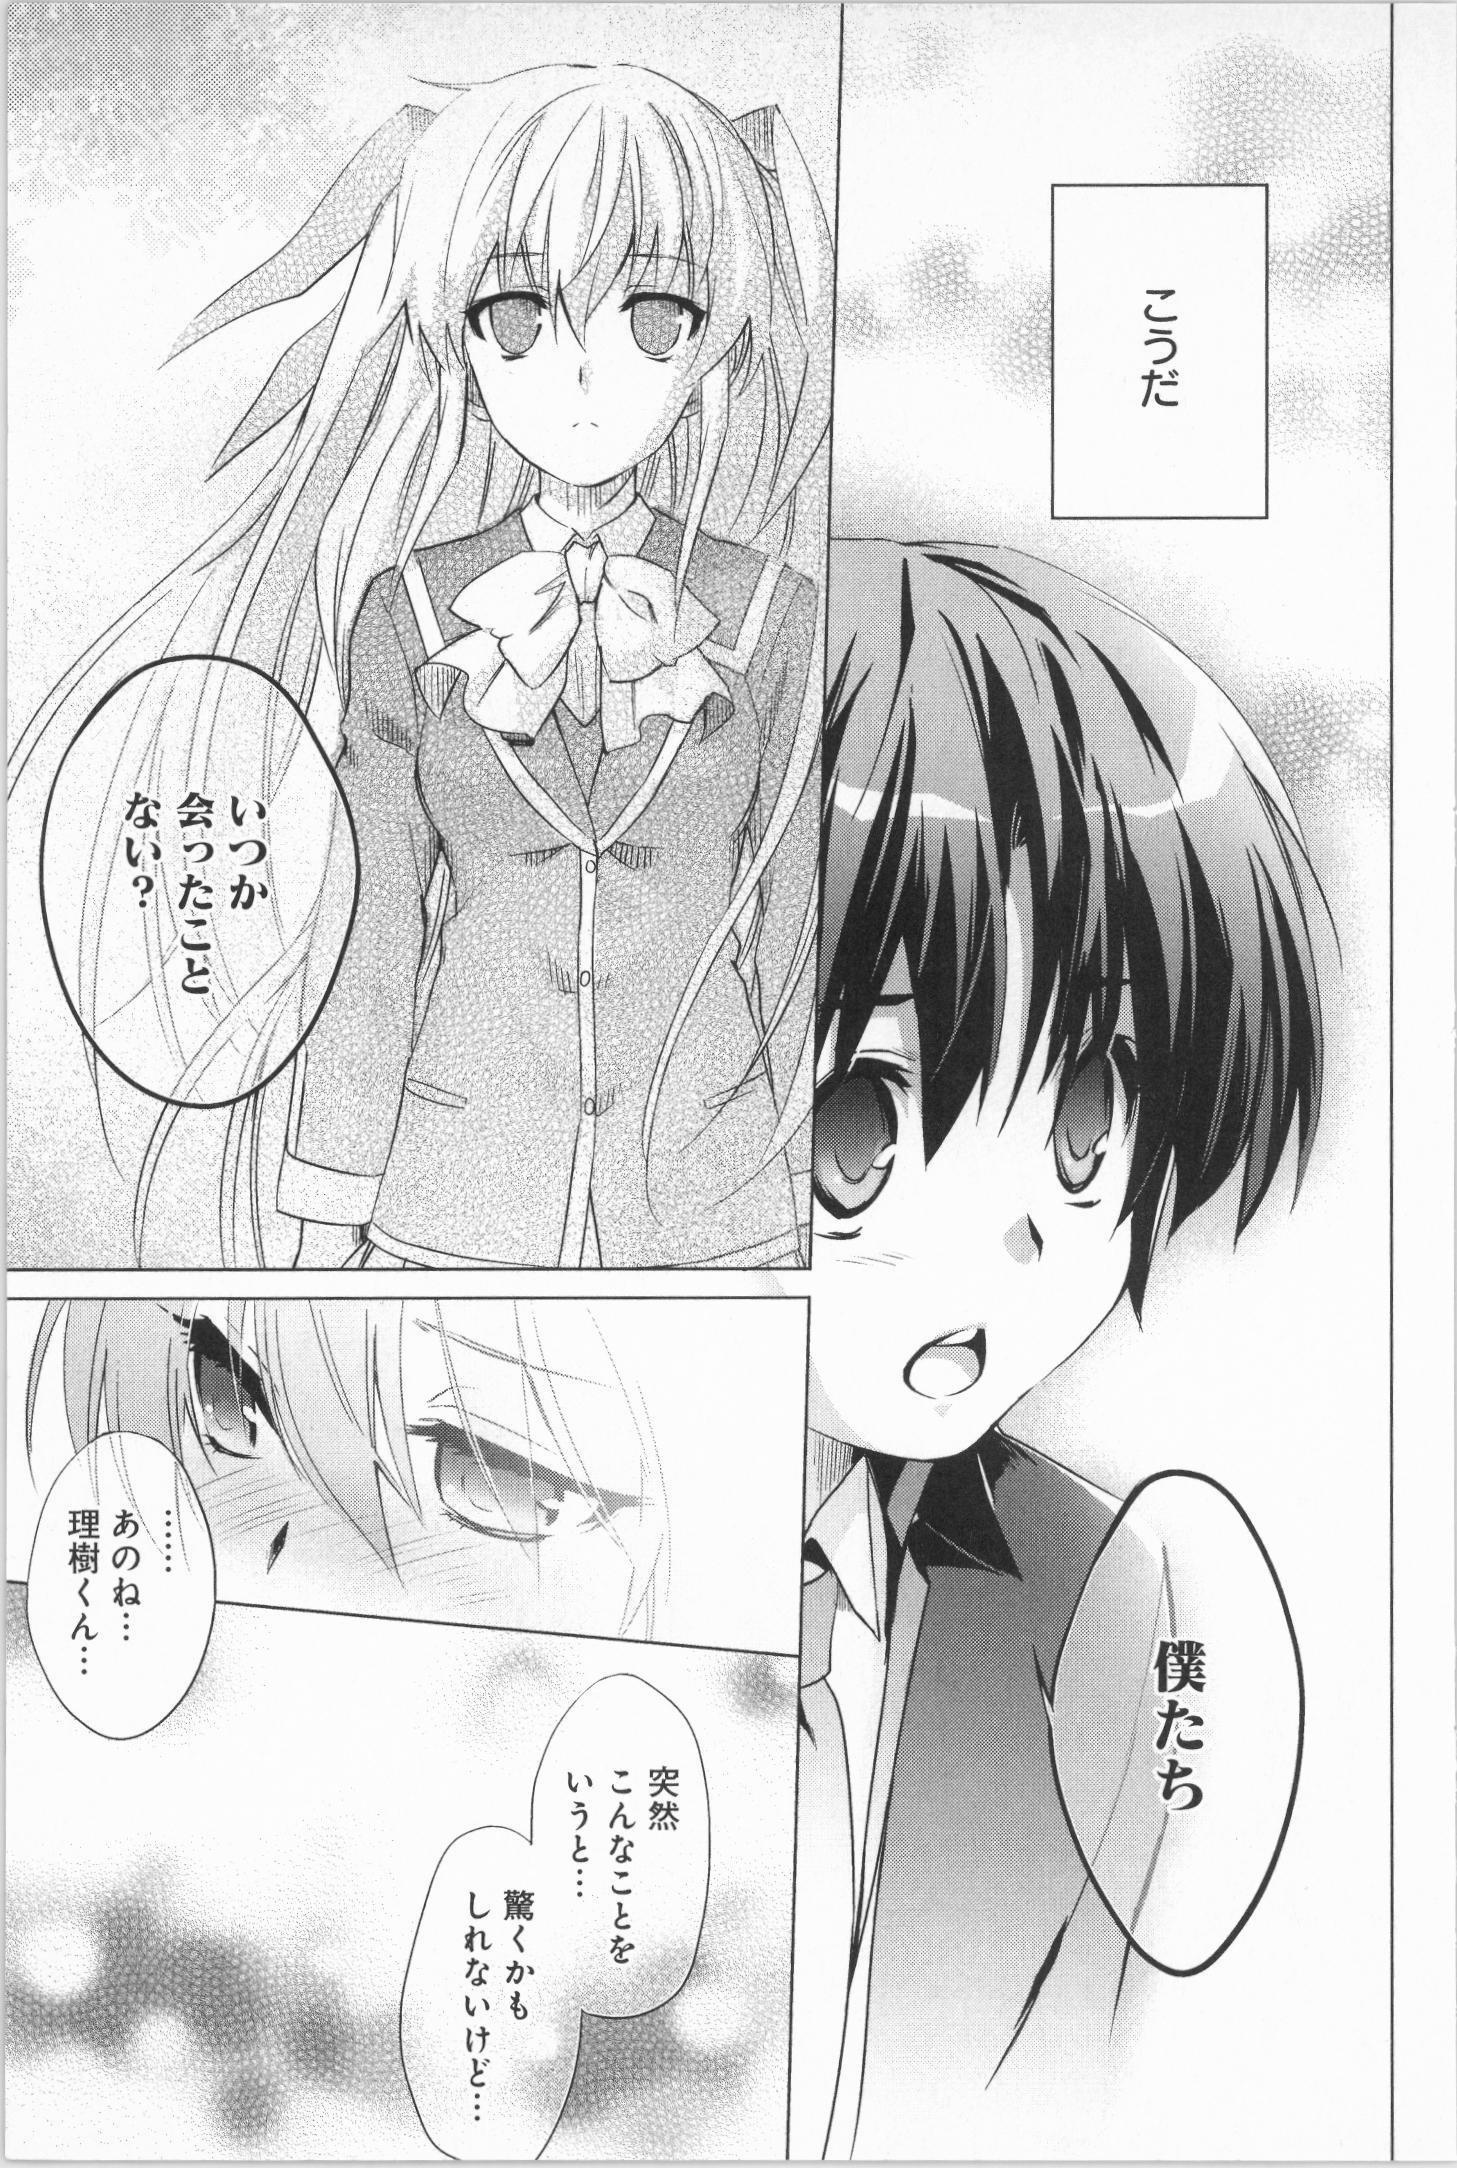 こうだ
僕たち
いつか
会ったこと
ない？
……
あのね…
理樹くん…
突然
こんなことを
いうと…
驚くかも
しれないけど…